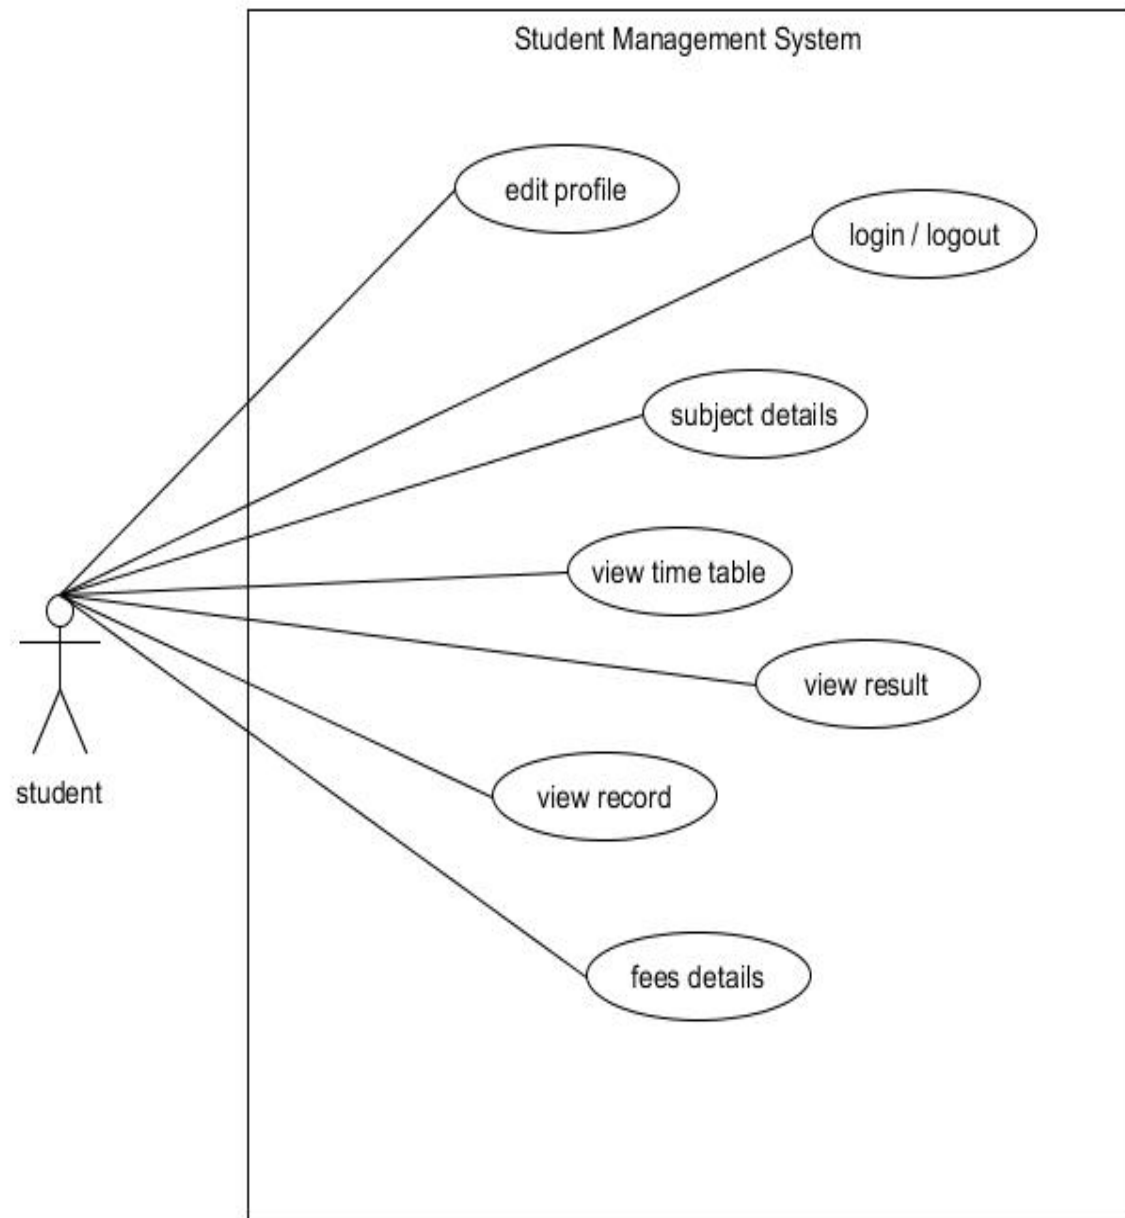 Student Management System
edit profile
login / logout
subject details
view time table
view result
student
view record
fees details